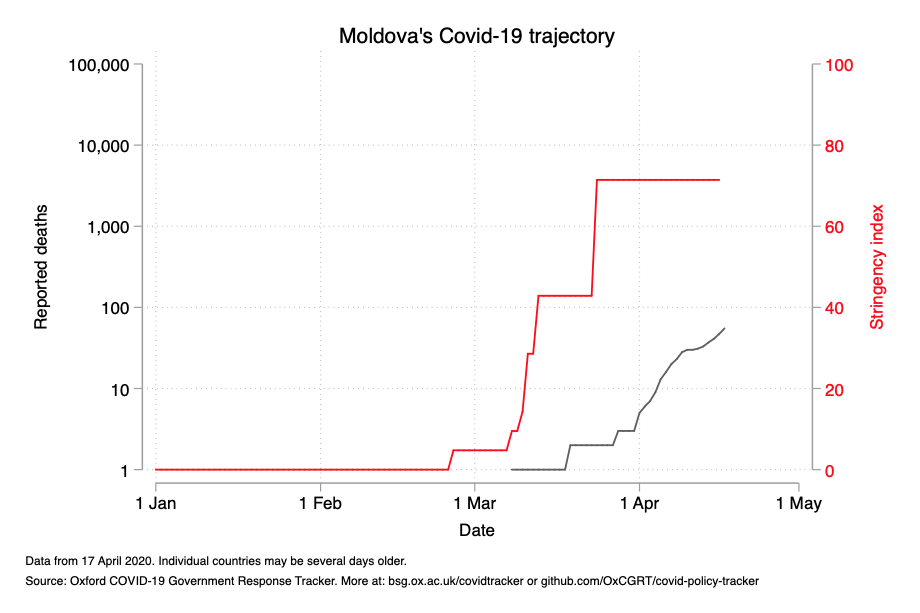 Moldova's Covid-19 trajectory
100,000
10,000
1,000
100
10
1
Reported deaths
100
80
60
40
20
0
Stringency index
1 Jan
1 Feb
1 Mar
1 Apr
1 May
Date
Data from 17 April 2020. Individual countries may be several days older.
Source: Oxford COVID-19 Government Response Tracker. More at: bsg.ox.ac.uk/covidtracker or github.com/OxCGRT/covid-policy-tracker